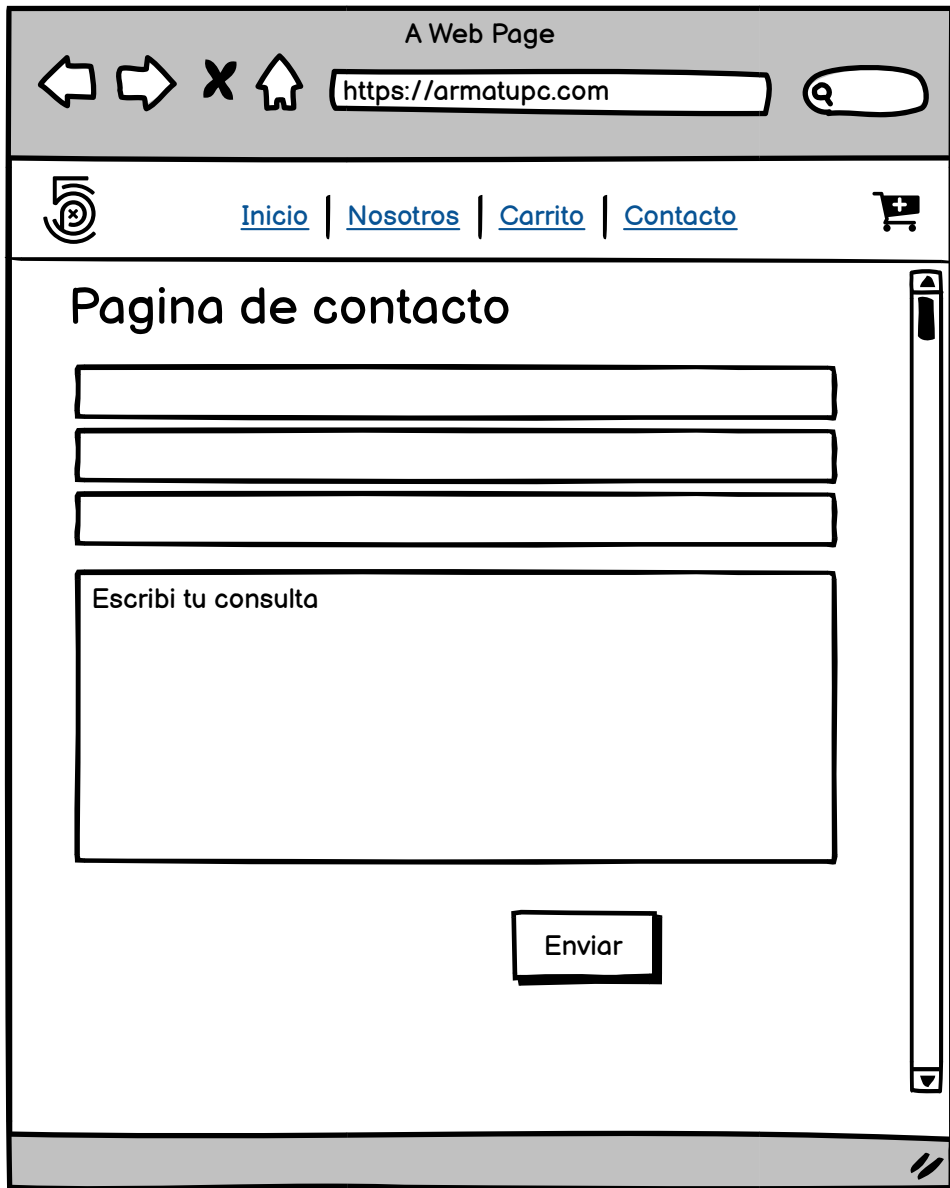 A Web Page
https://armatupc.com
Inicio | Nosotros | Carrito | Contacto
Pagina de contacto
Escribi tu consulta
Enviar